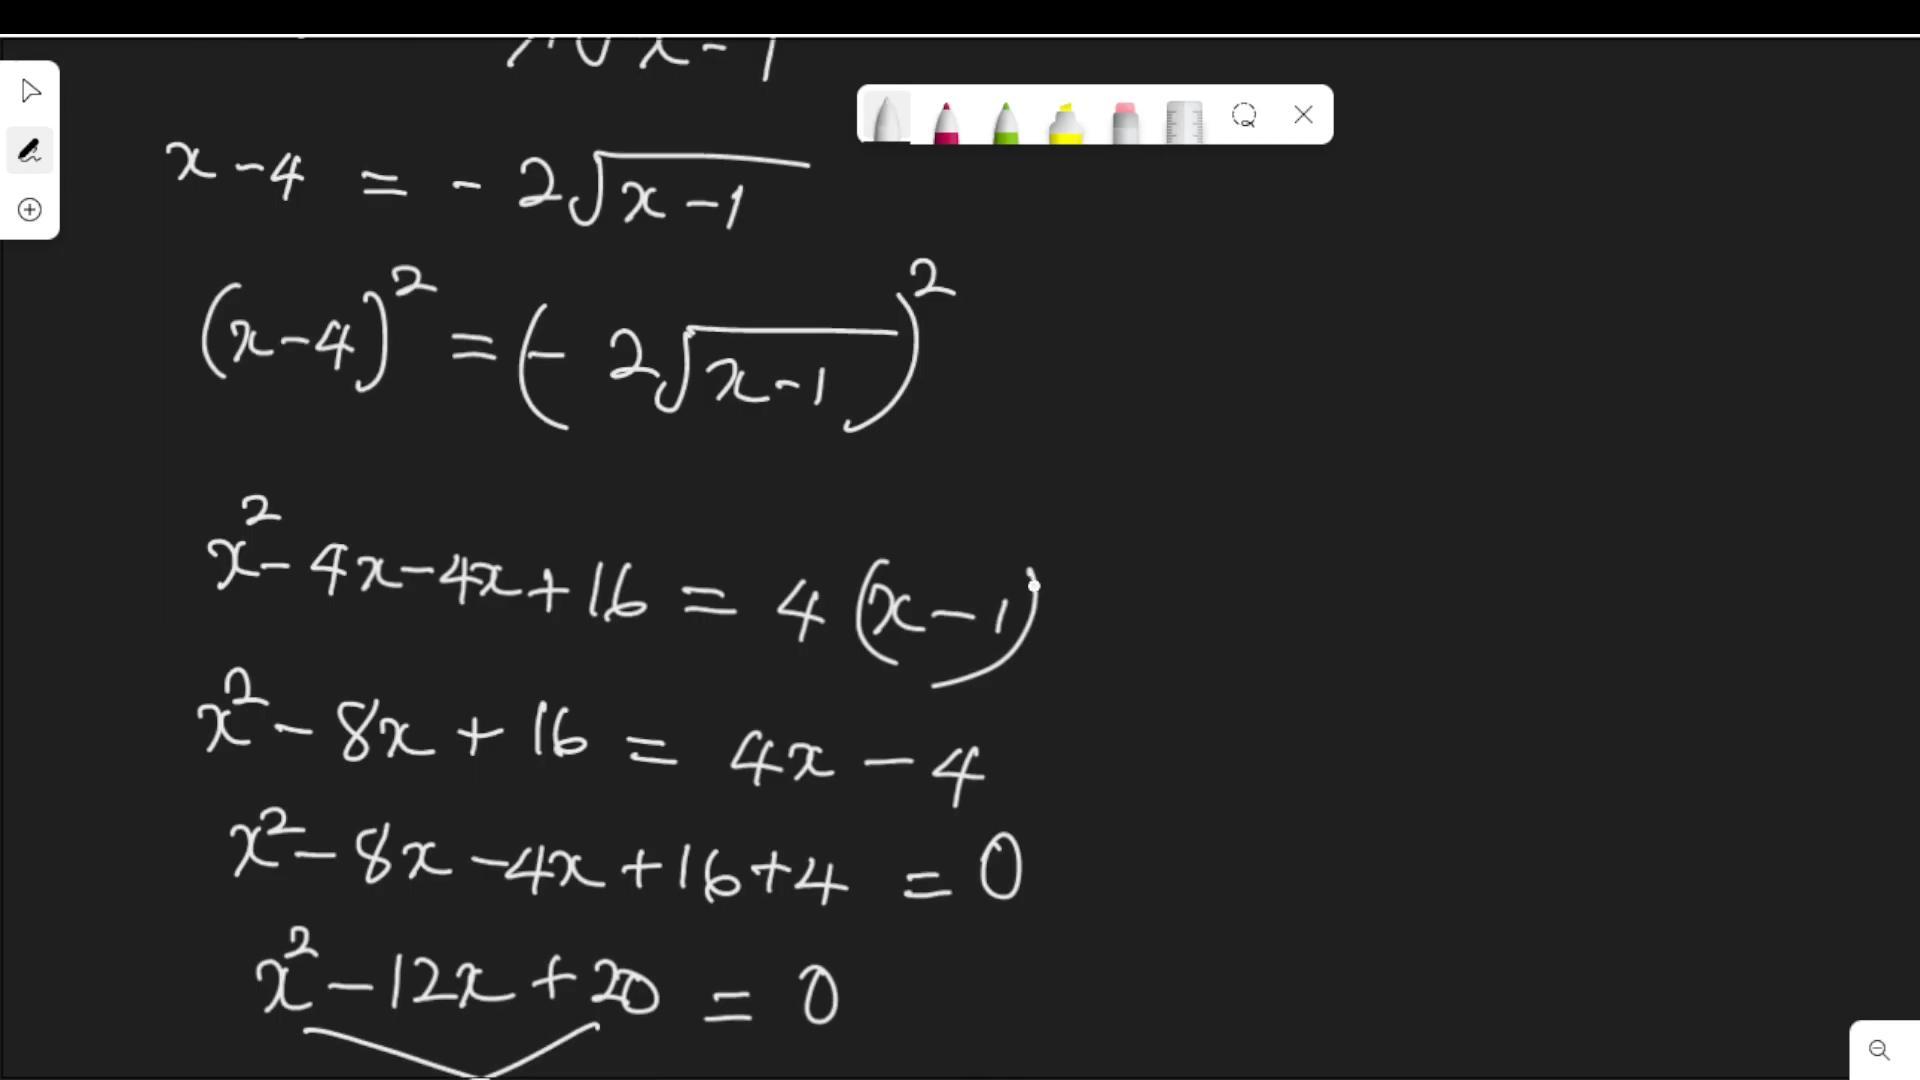 √x-1
x-4 = -2√x-1
(x-4)² = (-2√x-1)²
x²-4x-4x+16 = 4(x-1)
x²-8x+16 = 4x-4
x²-8x-4x+16+4 = 0
x²-12x+20 = 0